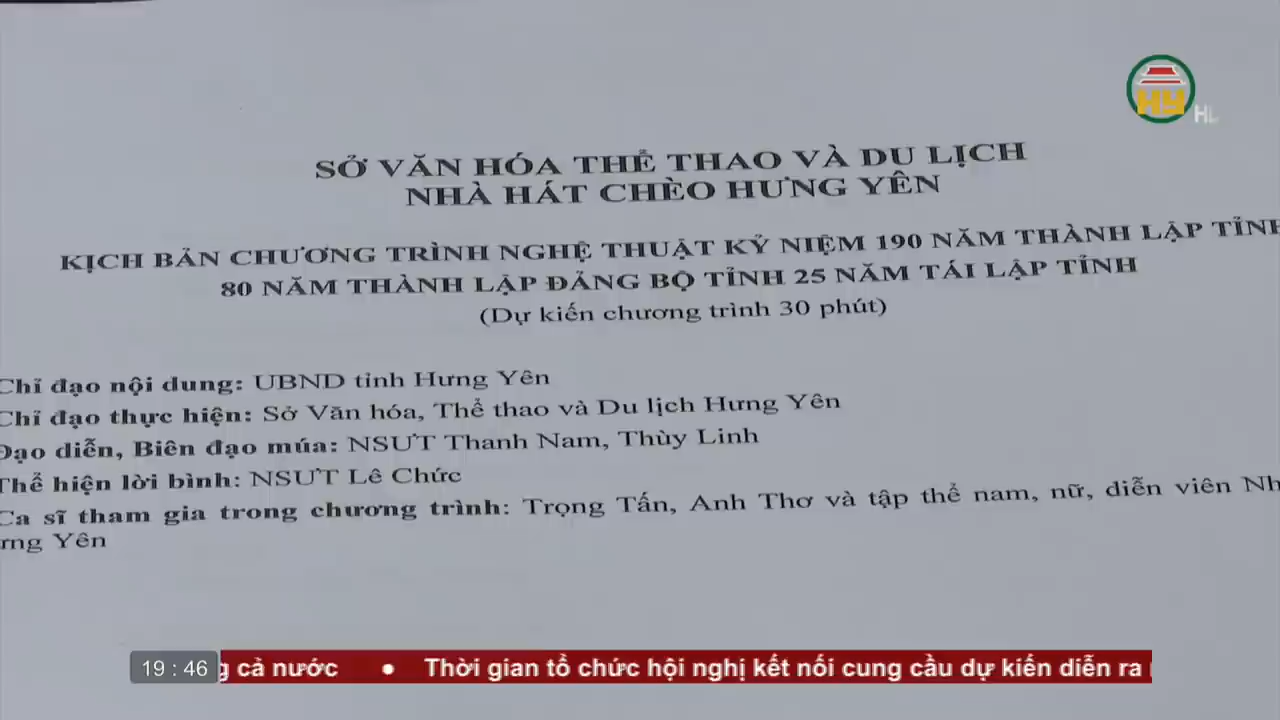 HY
SỞ VĂN HÓA THỂ THAO VÀ DU LỊCH
NHÀ HÁT CHÈO HƯNG YÊN
KỊCH BẢN CHƯƠNG TRÌNH NGHỆ THUẬT KỶ NIỆM 190 NĂM THÀNH LẬP TỈNH
80 NĂM THÀNH LẬP ĐẢNG BỘ TỈNH 25 NĂM TÁI LẬP TỈNH
(Dự kiến chương trình 30 phút)
Chỉ đạo nội dung: UBND tỉnh Hưng Yên
Chỉ đạo thực hiện: Sở Văn hóa, Thể thao và Du lịch Hưng Yên
Đạo diễn, Biên đạo múa: NSƯT Thanh Nam, Thùy Linh
Thể hiện lời bình: NSƯT Lê Chức
Ca sĩ tham gia trong chương trình: Trọng Tấn, Anh Thơ và tập thể nam, nữ, diễn viên Nh
ưng Yên
19 : 46 g cả nước • Thời gian tổ chức hội nghị kết nối cung cầu dự kiến diễn ra